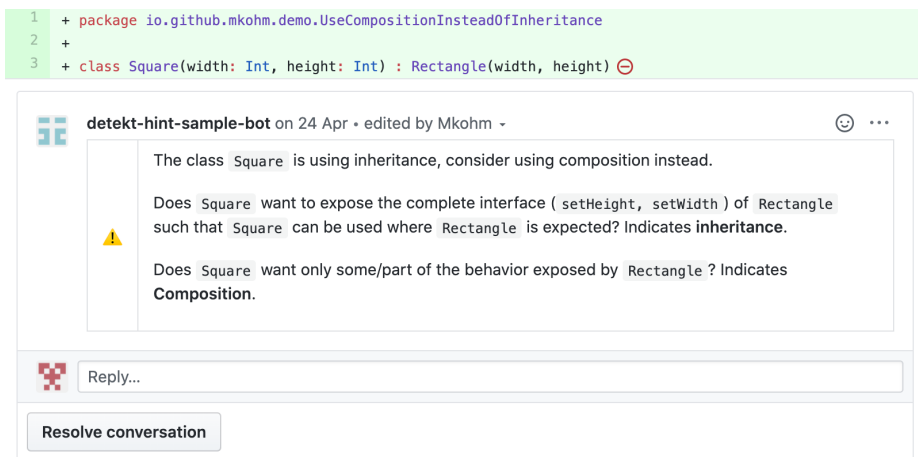 1 + package io.github.mkohm.demo.UseCompositionInsteadOfInheritance
2 +
3 + class Square(width: Int, height: Int) : Rectangle(width, height)
detekt-hint-sample-bot on 24 Apr • edited by Mkohm
The class Square is using inheritance, consider using composition instead.
Does Square want to expose the complete interface ( setHeight, setWidth ) of Rectangle
such that Square can be used where Rectangle is expected? Indicates inheritance.
Does Square want only some/part of the behavior exposed by Rectangle ? Indicates
Composition.
Reply...
Resolve conversation